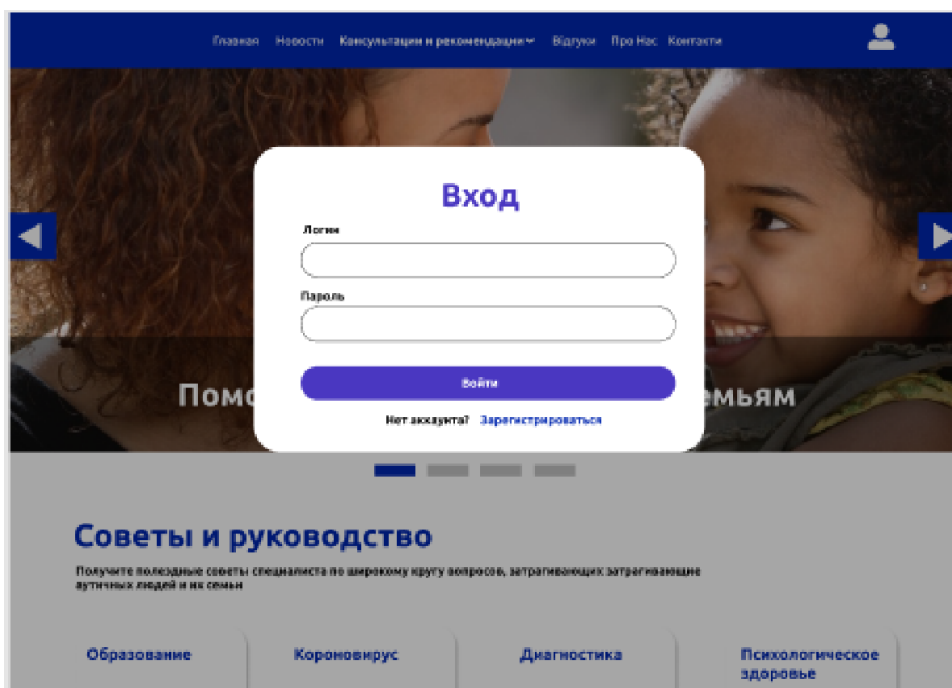 Главная Новости Консультации и рекомендации Відгуки Про Нас Контакти
Вход
Логин
Пароль
Войти
Помо емьям
Нет аккаунта? Зарегистрироваться
Советы и руководство
Получите полездные советы специалиста по широкому кругу вопросов, затрагивающих затрагивающие
аутичных людей и их семьи
Образование Короновирус Диагностика Психологическое
здоровье